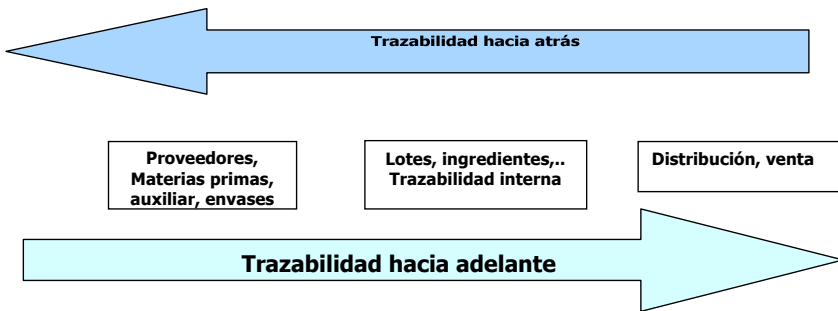 Trazabilidad hacia atrás
Proveedores,
Materias primas,
auxiliar, envases
Lotes, ingredientes,..
Trazabilidad interna
Distribución, venta
Trazabilidad hacia adelante